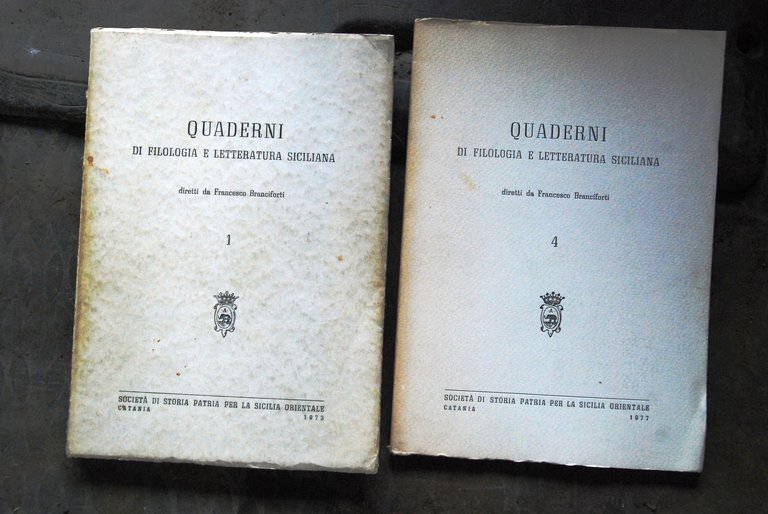 QUADERNI
DI FILOLOGIA E LETTERATURA SICILIANA
diretti da Francesco Branciforti
1
SOCIETÀ DI STORIA PATRIA PER LA SICILIA ORIENTALE
CATANIA 1973
QUADERNI
DI FILOLOGIA E LETTERATURA SICILIANA
diretti da Francesco Branciforti
4
SOCIETÀ DI STORIA PATRIA PER LA SICILIA ORIENTALE
CATANIA 1977